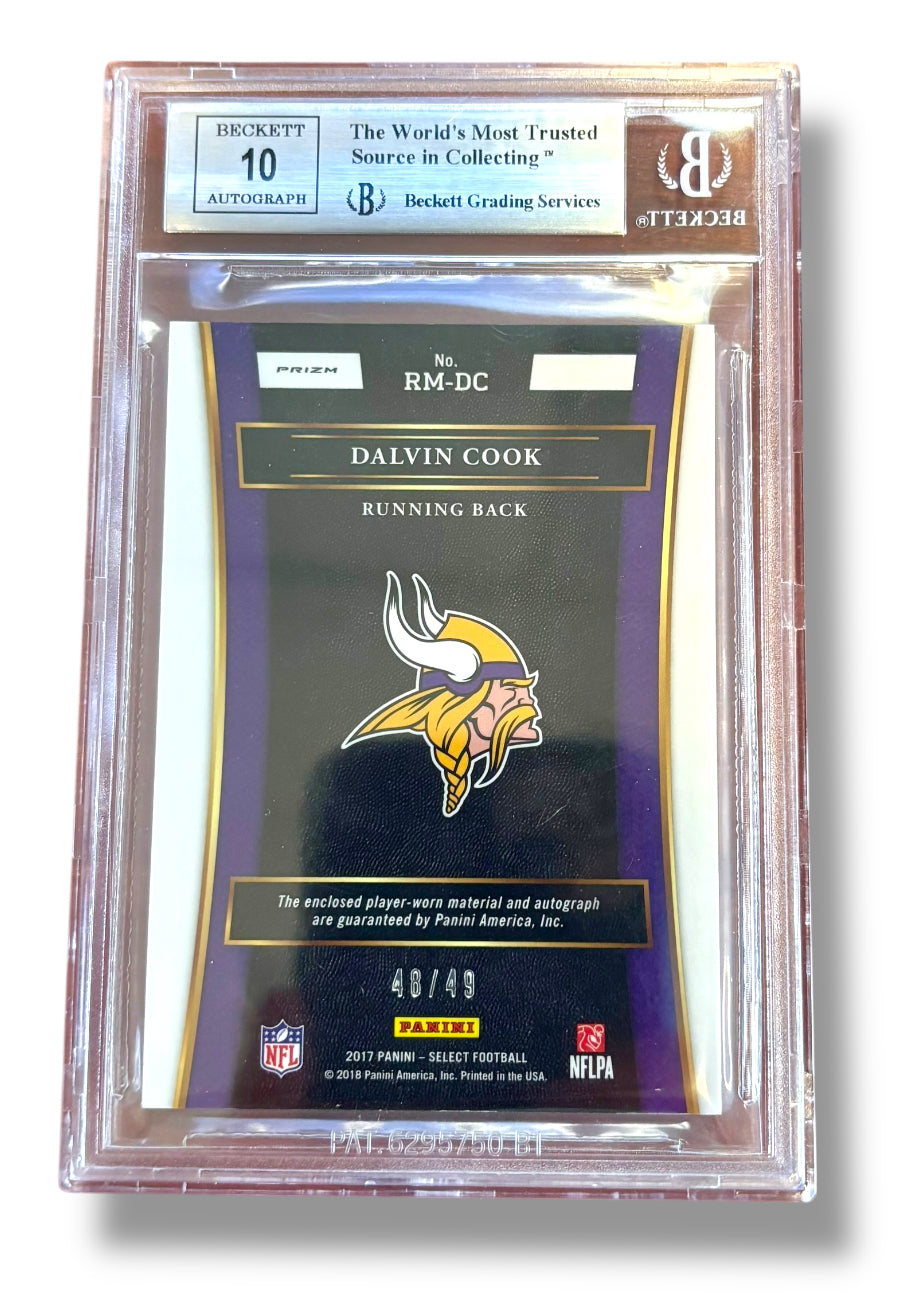 BECKETT
10
AUTOGRAPH
The World's Most Trusted
Source in Collecting™
B Beckett Grading Services
B
BECKETT®
PRIZM
No.
RM-DC
DALVIN COOK
RUNNING BACK
The enclosed player-worn material and autograph
are guaranteed by Panini America, Inc.
48/49
PANINI
NFL
2017 PANINI – SELECT FOOTBALL
© 2018 Panini America, Inc. Printed in the USA.
NFLPA
PAT. 6295750 B1